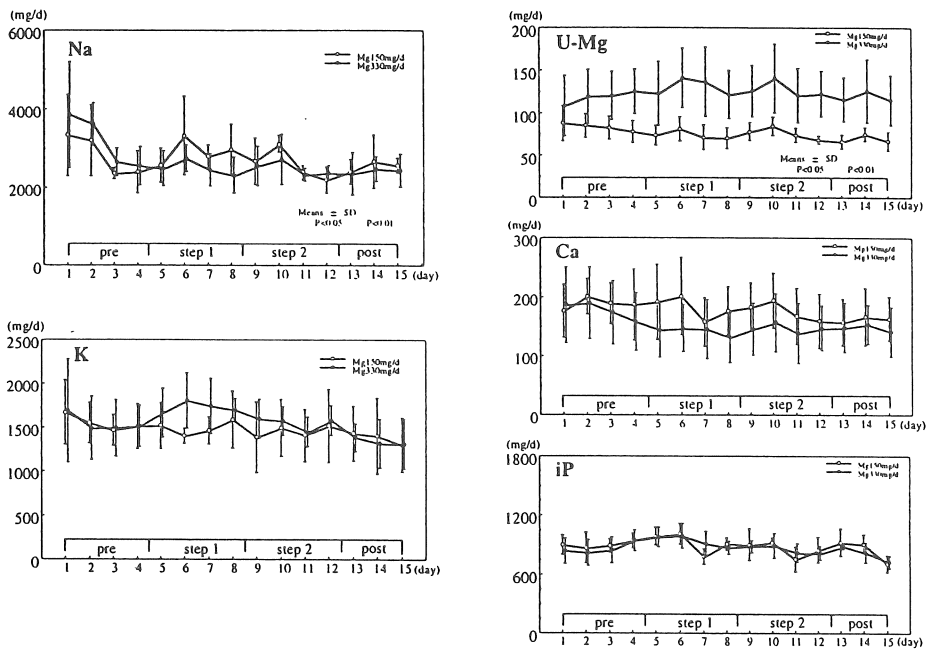 (mg/d)
6000
Na
Mg150mg/d
Mg330mg/d
4000
2000
Means ± SD
P<0.05 P<0.01
pre step 1 step 2 post
0
1 2 3 4 5 6 7 8 9 10 11 12 13 14 15 (day)
(mg/d)
2500
K
Mg150mg/d
Mg330mg/d
2000
1500
1000
500
pre step 1 step 2 post
0
1 2 3 4 5 6 7 8 9 10 11 12 13 14 15 (day)
(mg/d)
200
U-Mg
Mg150mg/d
Mg330mg/d
150
100
50
Means ± SD
P<0.05 P<0.01
pre step 1 step 2 post
0
1 2 3 4 5 6 7 8 9 10 11 12 13 14 15 (day)
(mg/d)
300
Ca
Mg150mg/d
200
100
pre step 1 step 2 post
0
1 2 3 4 5 6 7 8 9 10 11 12 13 14 15 (day)
(mg/d)
1800
iP
Mg150mg/d
1200
600
pre step 1 step 2 post
0
1 2 3 4 5 6 7 8 9 10 11 12 13 14 15 (day)